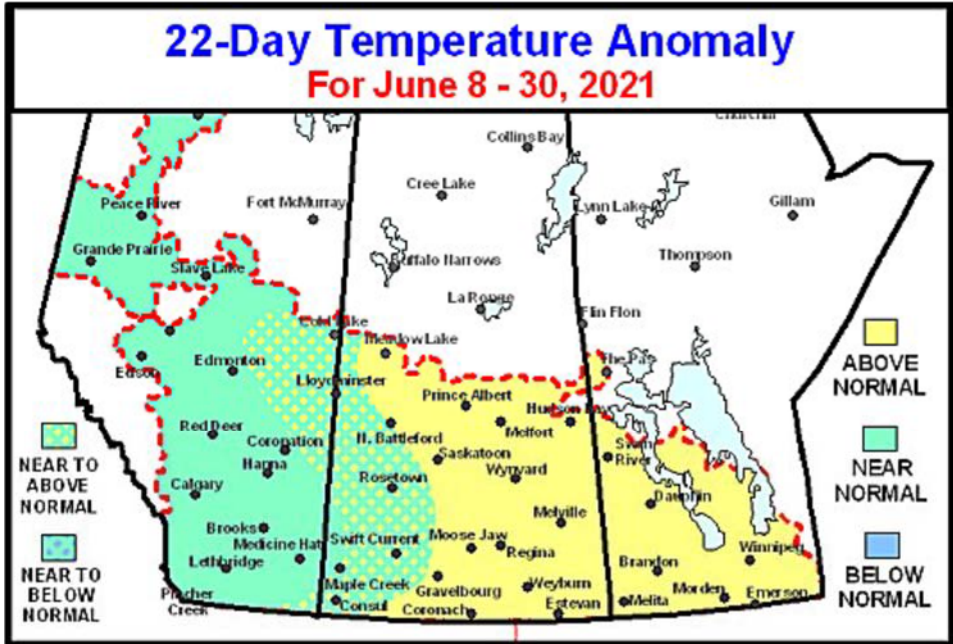 22-Day Temperature Anomaly
For June 8 - 30, 2021
Churchill
Collins Bay
Cree Lake
Peace River
Fort McMurray
Lynn Lake
Gillam
Grande Prairie
Slave Lake
Buffalo Narrows
Thompson
La Ronge
Flin Flon
Cold Lake
Meadow Lake
The Pas
Edson
Edmonton
Lloydminster
Prince Albert
Hudson Bay
ABOVE
NORMAL
Red Deer
Coronation
N. Battleford
Melfort
Swan
River
Hanna
Saskatoon
NEAR TO
ABOVE
NORMAL
Calgary
Rosetown
Wynyard
Dauphin
NEAR
NORMAL
Brooks
Melville
Medicine Hat
Swift Current
Moose Jaw
Regina
Winnipeg
Lethbridge
Brandon
NEAR TO
BELOW
NORMAL
Pincher
Creek
Maple Creek
Consul
Gravelbourg
Coronach
Weyburn
Estevan
Melita
Morden
Emerson
BELOW
NORMAL